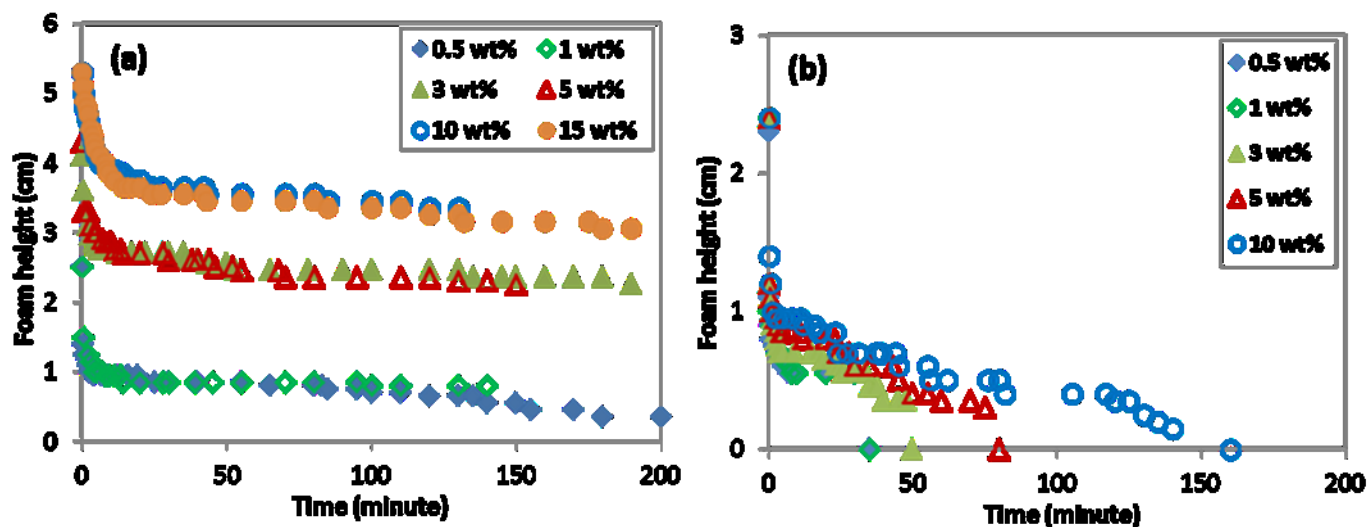 (a)
0.5 wt% 1 wt%
3 wt% 5 wt%
10 wt% 15 wt%
Foam height (cm)
6
5
4
3
2
1
0
0 50 100 150 200
Time (minute)
(b)
0.5 wt%
1 wt%
3 wt%
5 wt%
10 wt%
Foam height (cm)
3
2
1
0
0 50 100 150 200
Time (minute)